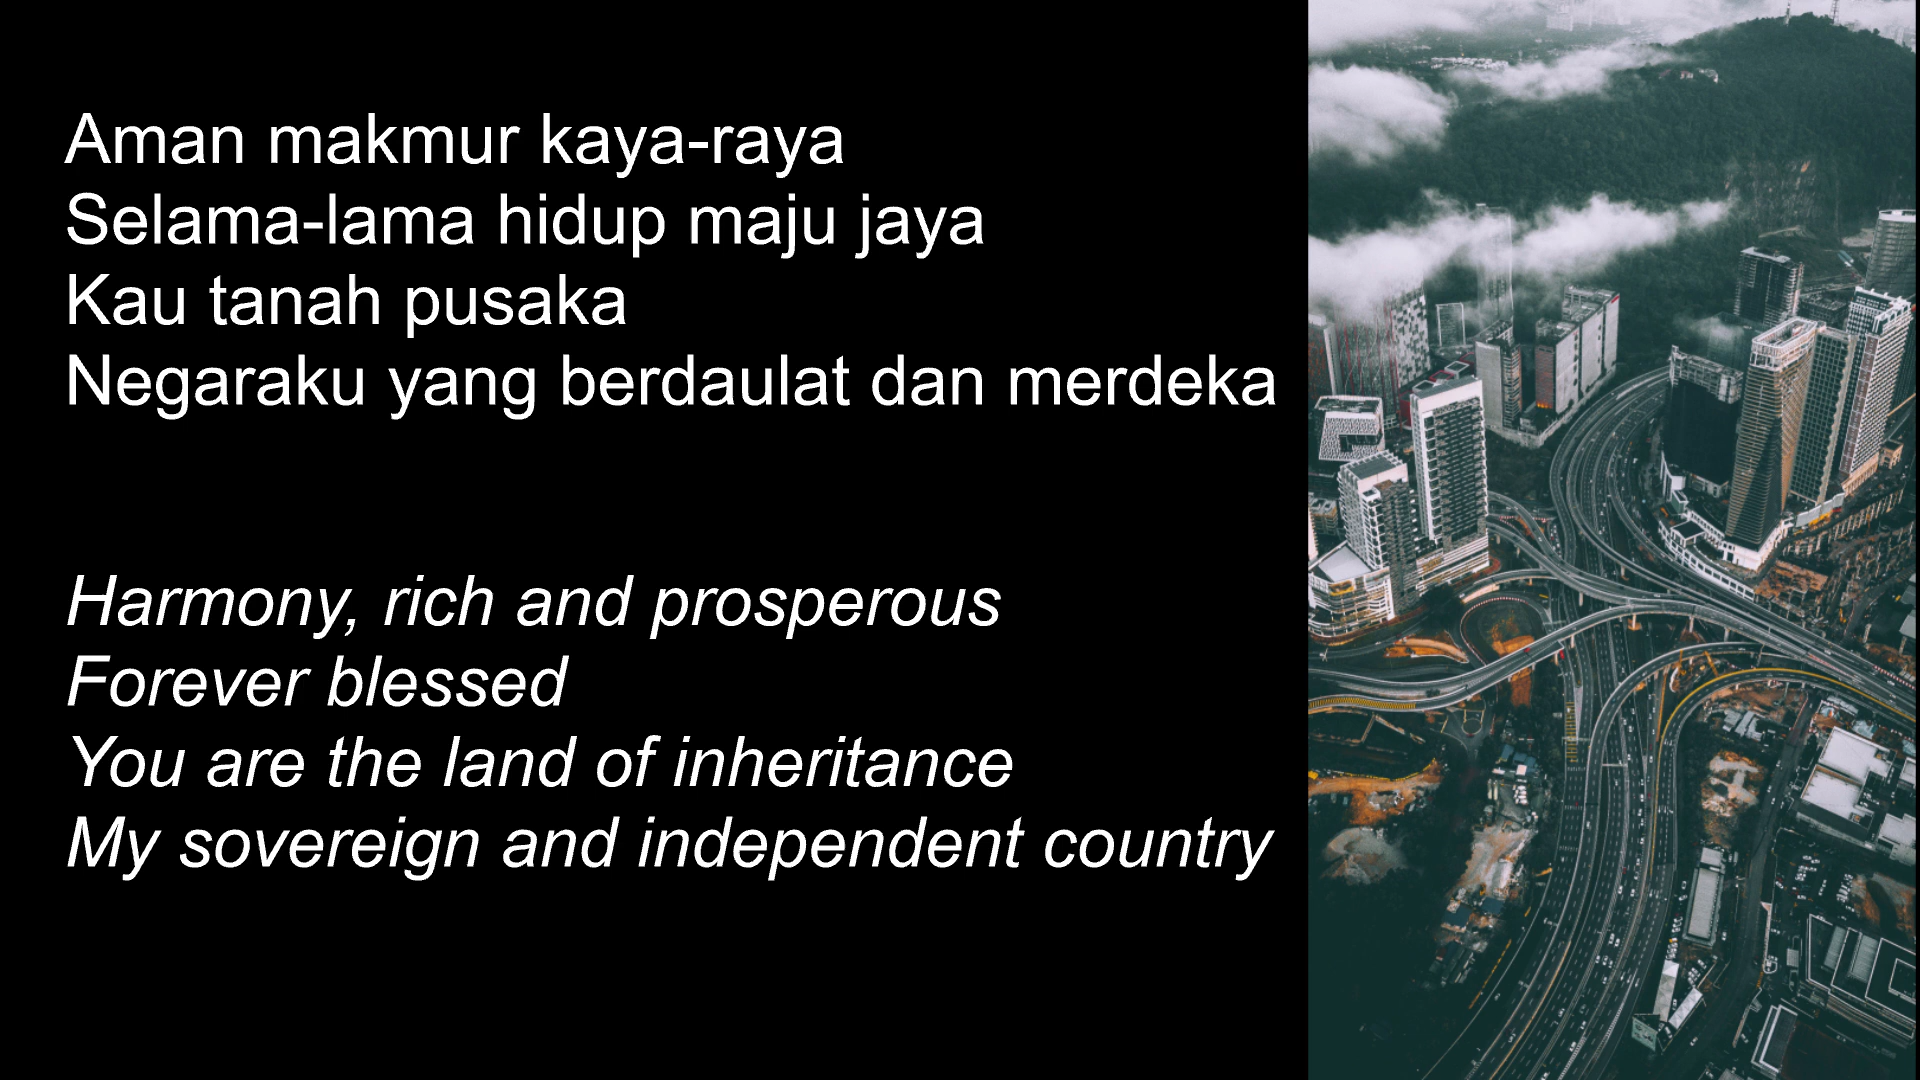 Aman makmur kaya-raya
Selama-lama hidup maju jaya
Kau tanah pusaka
Negaraku yang berdaulat dan merdeka
Harmony, rich and prosperous
Forever blessed
You are the land of inheritance
My sovereign and independent country